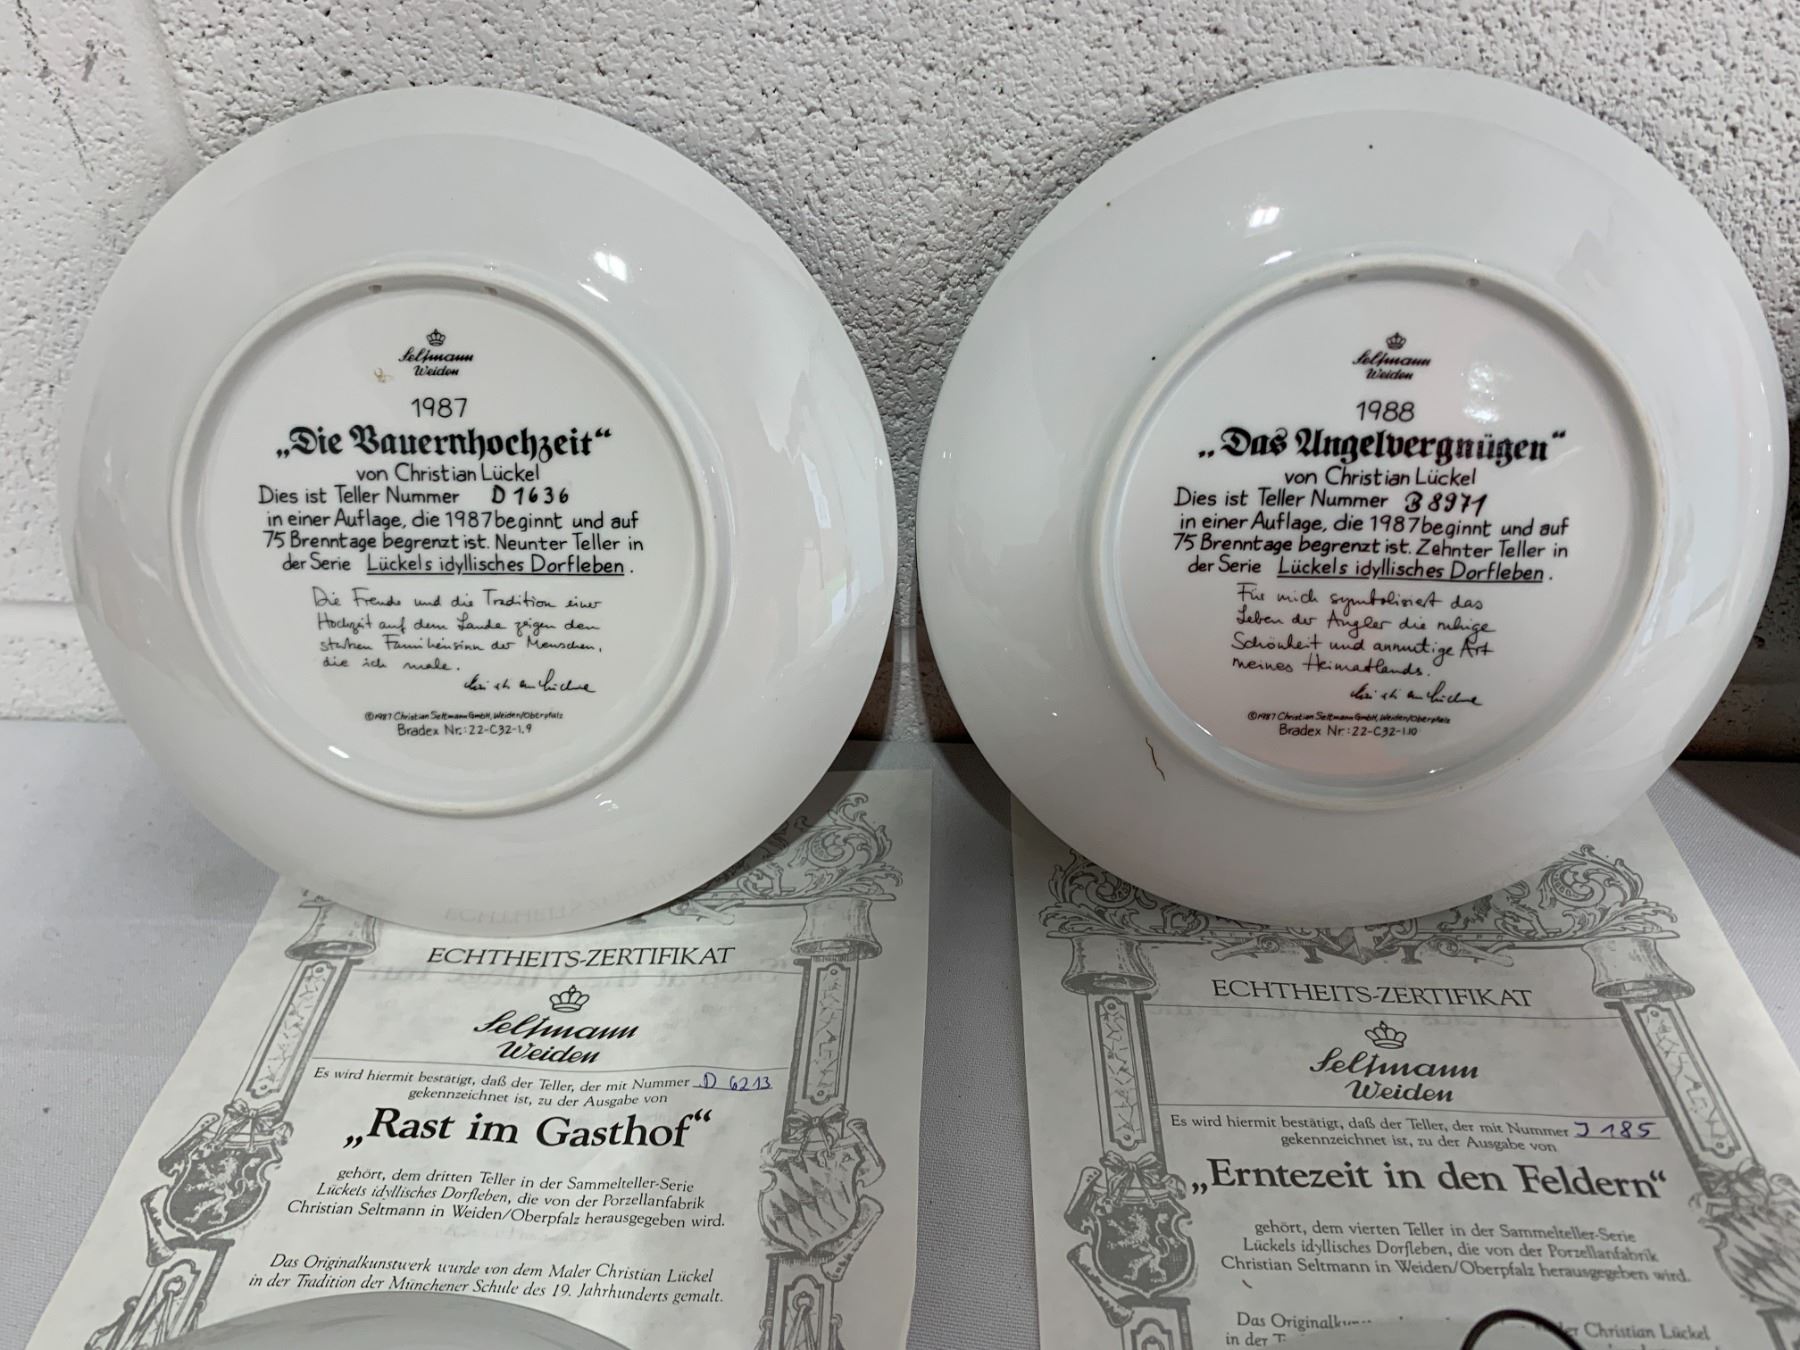 Seltmann
Weiden
1987
„Die Bauernhochzeit“
von Christian Lückel
Dies ist Teller Nummer D 1636
in einer Auflage, die 1987 beginnt und auf
75 Brenntage begrenzt ist. Neunter Teller in
der Serie Lückels idyllisches Dorfleben.
Die Freude und die Tradition einer
Hochzeit auf dem Lande zeigen den
starken Familiensinn der Menschen,
die ich male.
Christian Lückel
©1987 Christian Seltmann GmbH, Weiden/Oberpfalz
Bradex Nr.: 22-C32-1.9
Seltmann
Weiden
1988
„Das Angelvergnügen“
von Christian Lückel
Dies ist Teller Nummer B 8971
in einer Auflage, die 1987 beginnt und auf
75 Brenntage begrenzt ist. Zehnter Teller in
der Serie Lückels idyllisches Dorfleben.
Für mich symbolisiert das
Leben der Angler die ruhige
Schönheit und anmutige Art
meines Heimatlands.
Christian Lückel
©1987 Christian Seltmann GmbH, Weiden/Oberpfalz
Bradex Nr.: 22-C32-1.10
ECHTHEITS-ZERTIFIKAT
Seltmann
Weiden
Es wird hiermit bestätigt, daß der Teller, der mit Nummer D 6213
gekennzeichnet ist, zu der Ausgabe von
„Rast im Gasthof“
gehört, dem dritten Teller in der Sammelteller-Serie
Lückels idyllisches Dorfleben, die von der Porzellanfabrik
Christian Seltmann in Weiden/Oberpfalz herausgegeben wird.
Das Originalkunstwerk wurde von dem Maler Christian Lückel
in der Tradition der Münchener Schule des 19. Jahrhunderts gemalt.
ECHTHEITS-ZERTIFIKAT
Seltmann
Weiden
Es wird hiermit bestätigt, daß der Teller, der mit Nummer J 185
gekennzeichnet ist, zu der Ausgabe von
„Erntezeit in den Feldern“
gehört, dem vierten Teller in der Sammelteller-Serie
Lückels idyllisches Dorfleben, die von der Porzellanfabrik
Christian Seltmann in Weiden/Oberpfalz herausgegeben wird.
Das Christian Lückel
in der